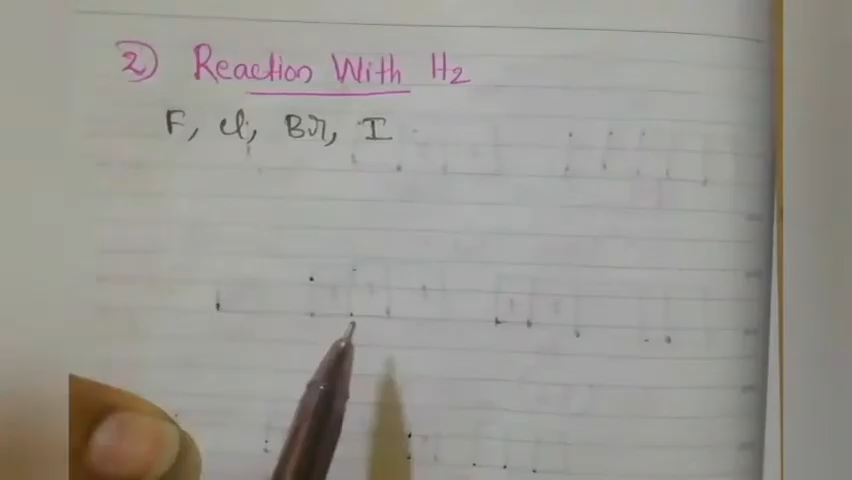 2) Reaction With H2
F, Cl, Br, I